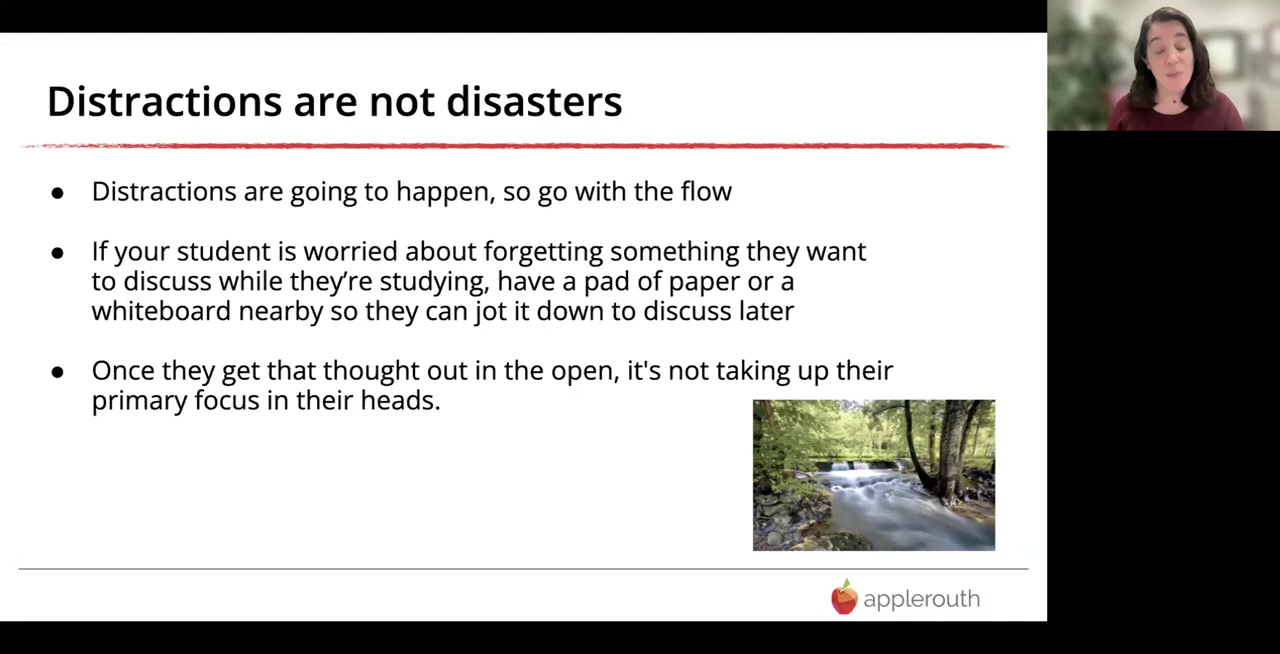 Distractions are not disasters
● Distractions are going to happen, so go with the flow
● If your student is worried about forgetting something they want
to discuss while they’re studying, have a pad of paper or a
whiteboard nearby so they can jot it down to discuss later
● Once they get that thought out in the open, it's not taking up their
primary focus in their heads.
applerouth